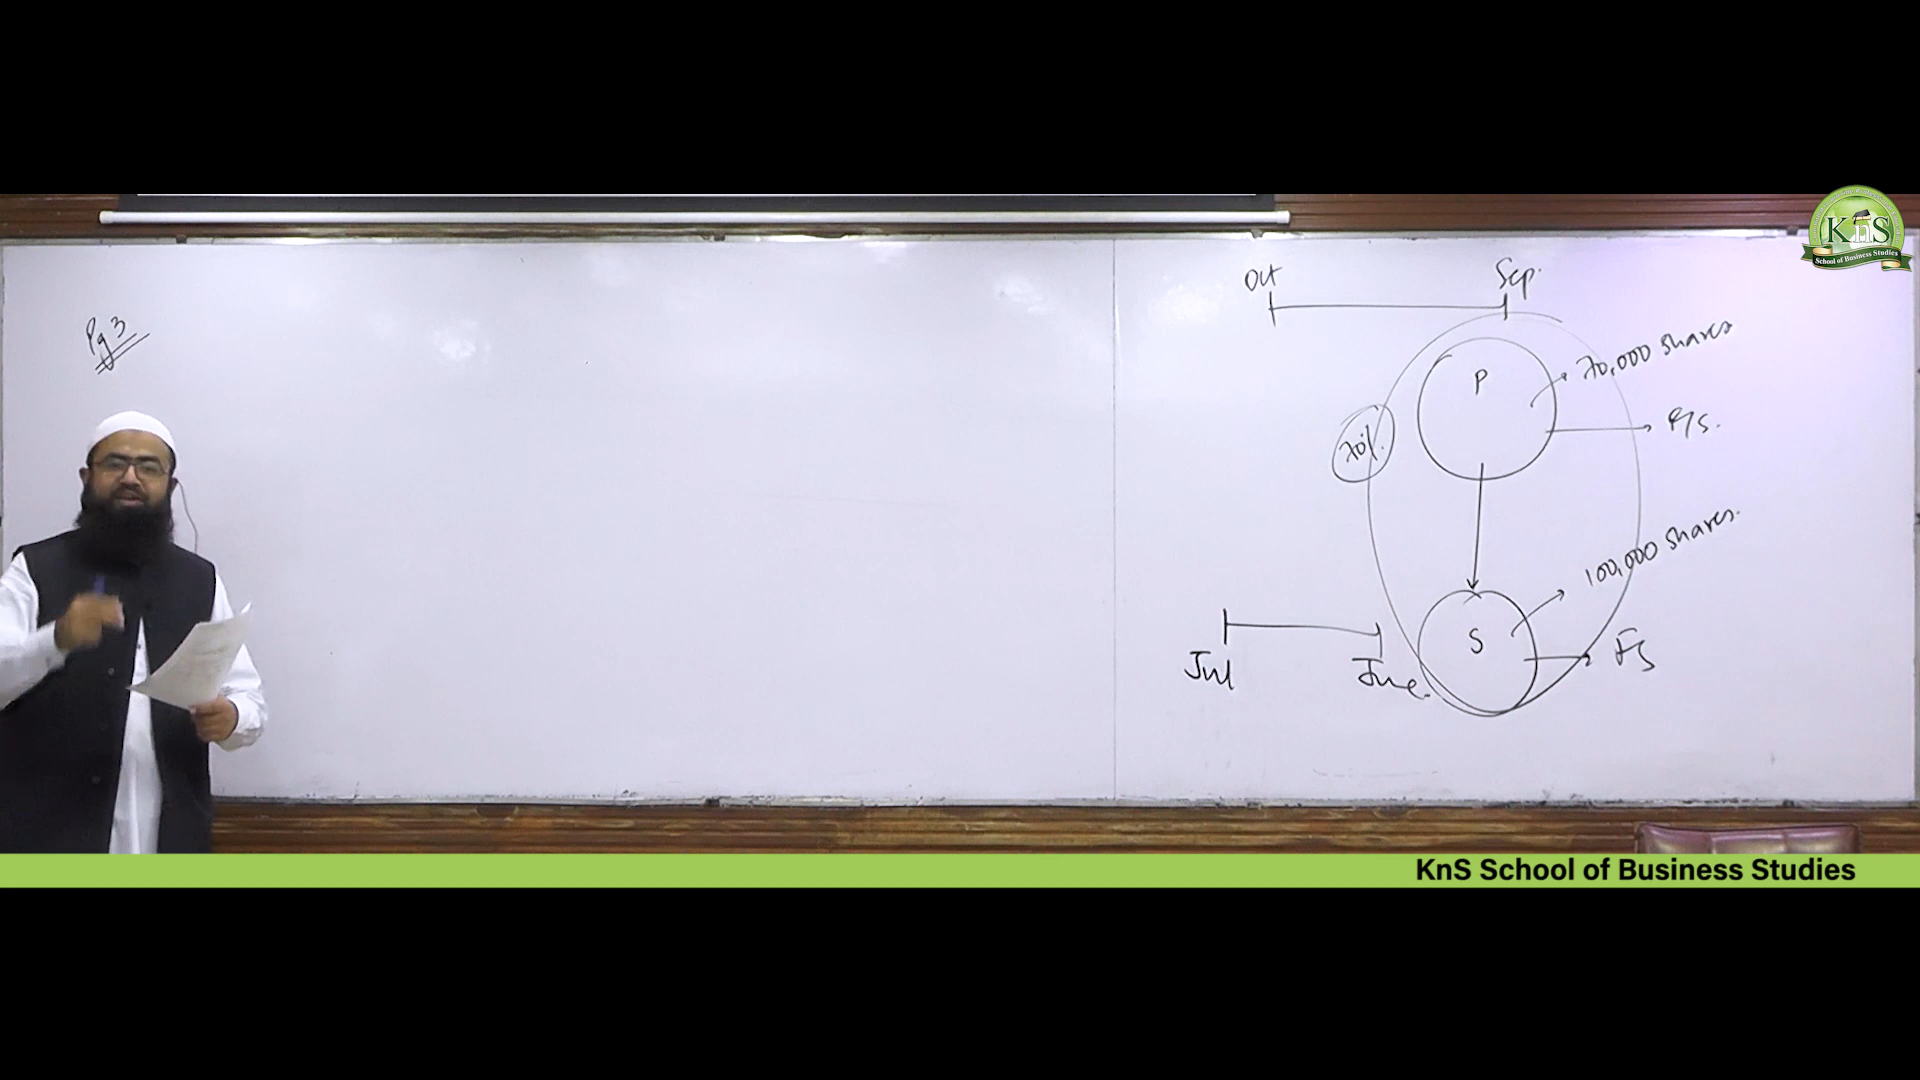 Pg 3
Oct
Sep.
P
70,000 shares
70%
F/S.
100,000 shares.
S
FS
Jul
June.
KnS
School of Business Studies
KnS School of Business Studies